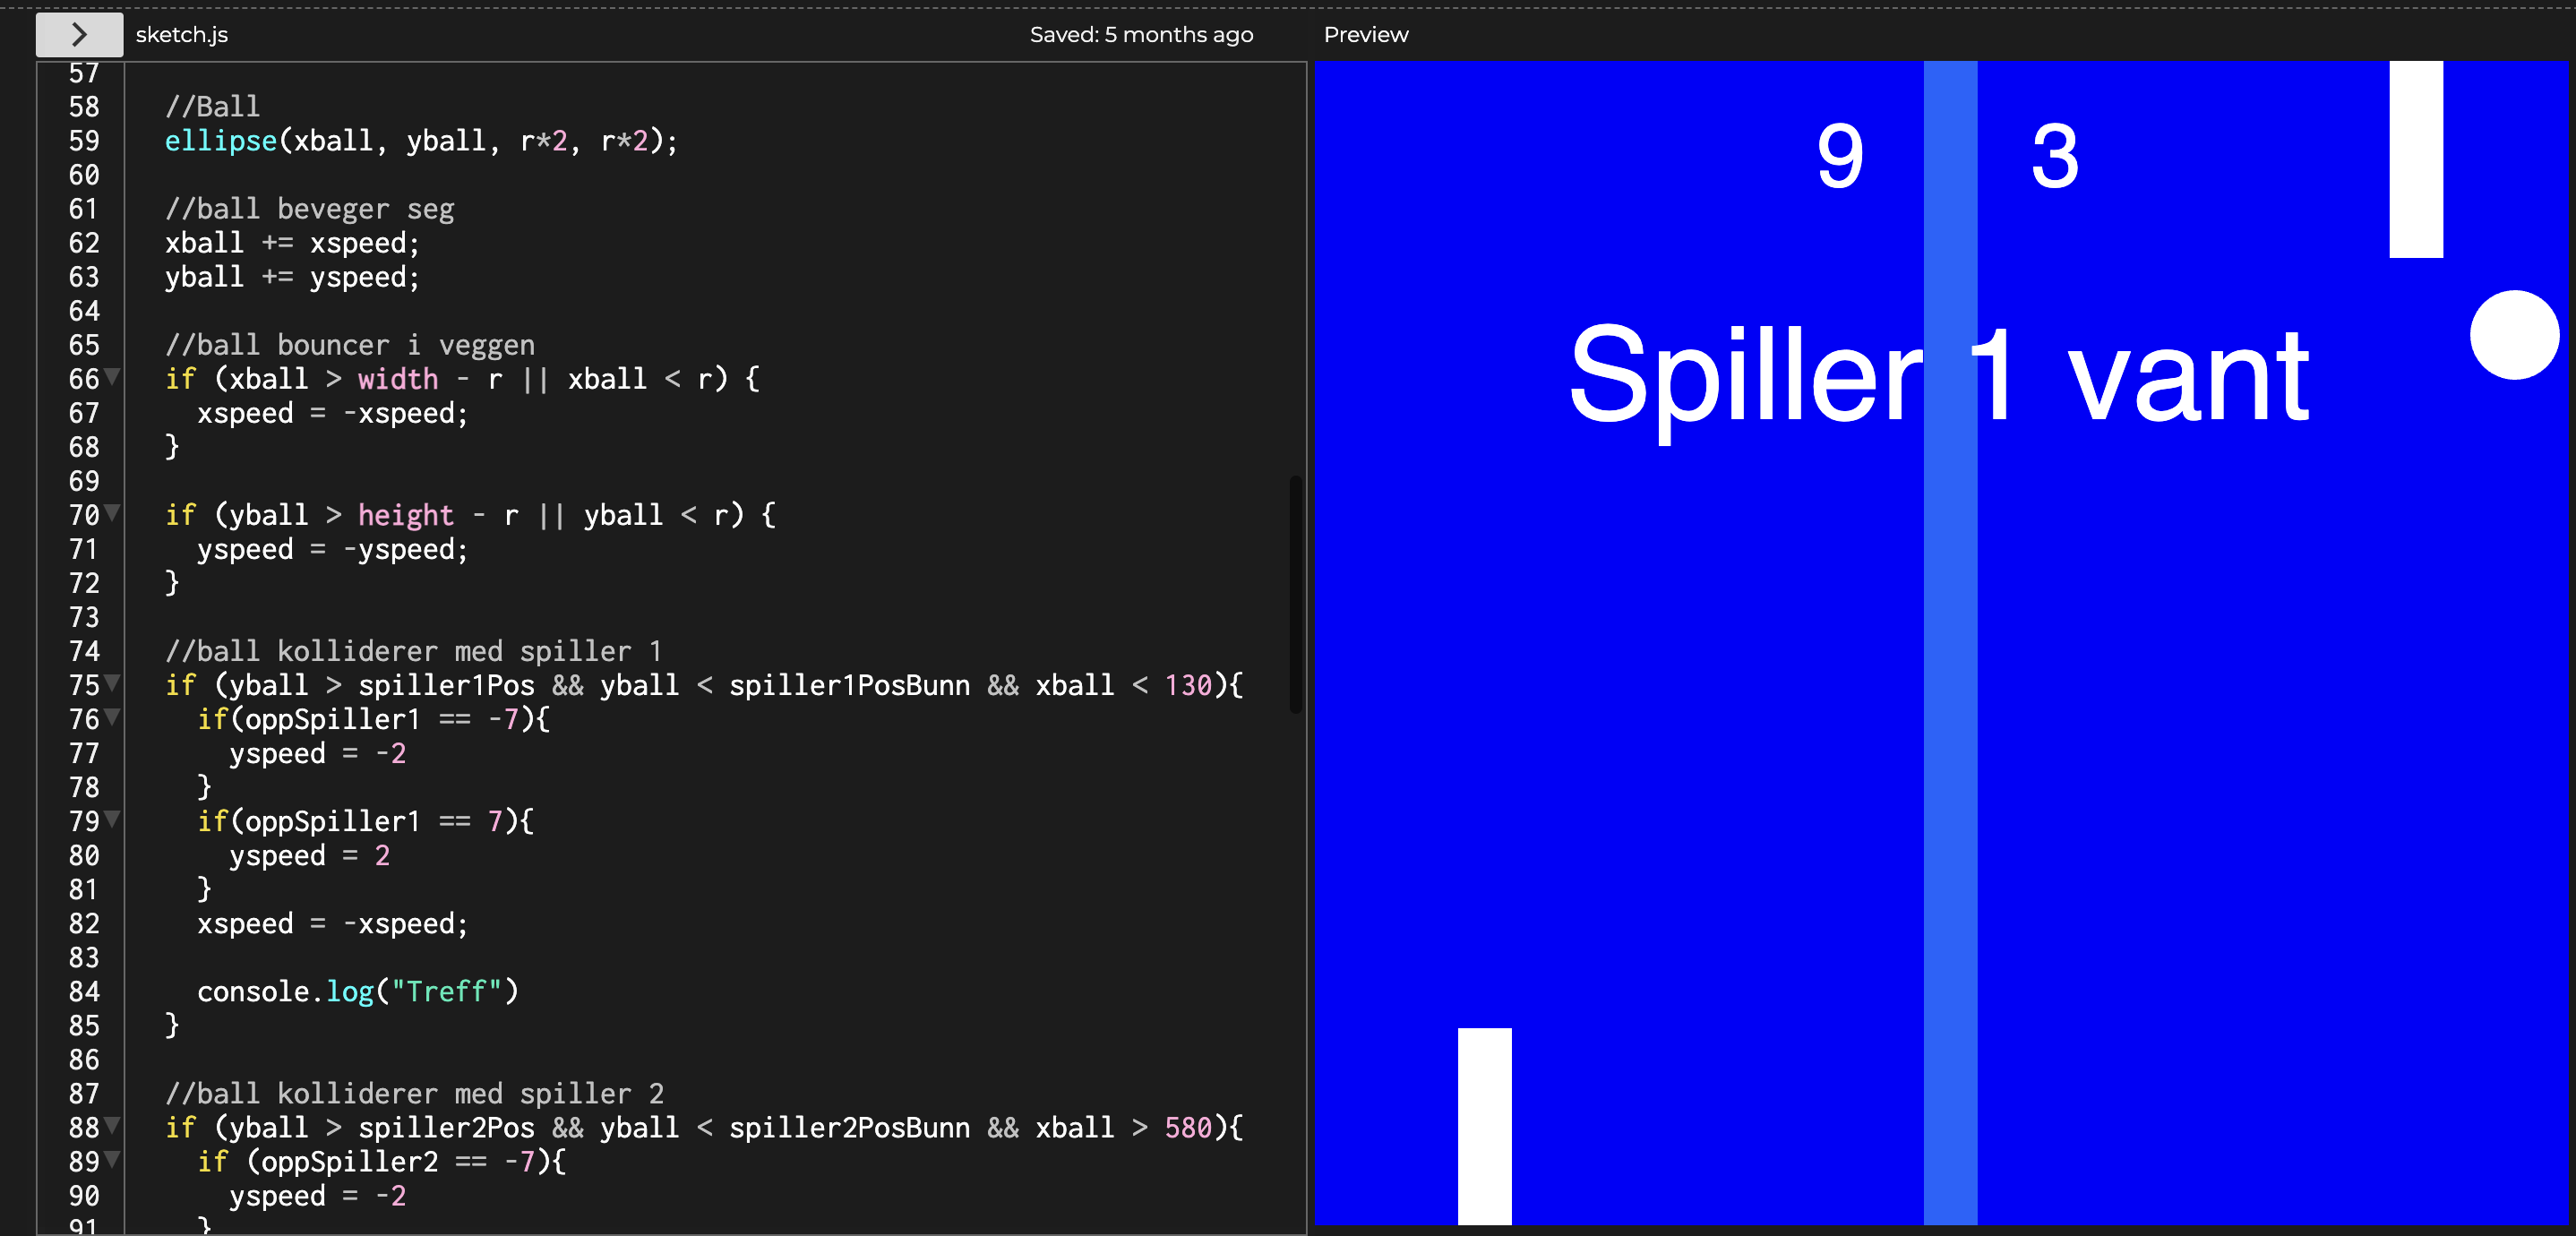 sketch.js Saved: 5 months ago Preview
57
58 //Ball
59 ellipse(xball, yball, r*2, r*2);
60
61 //ball beveger seg
62 xball += xspeed;
63 yball += yspeed;
64
65 //ball bouncer i veggen
66 if (xball > width - r || xball < r) {
67 xspeed = -xspeed;
68 }
69
70 if (yball > height - r || yball < r) {
71 yspeed = -yspeed;
72 }
73
74 //ball kolliderer med spiller 1
75 if (yball > spiller1Pos && yball < spiller1PosBunn && xball < 130){
76 if(oppSpiller1 == -7){
77 yspeed = -2
78 }
79 if(oppSpiller1 == 7){
80 yspeed = 2
81 }
82 xspeed = -xspeed;
83
84 console.log("Treff")
85 }
86
87 //ball kolliderer med spiller 2
88 if (yball > spiller2Pos && yball < spiller2PosBunn && xball > 580){
89 if (oppSpiller2 == -7){
90 yspeed = -2
91 }
9 3
Spiller 1 vant